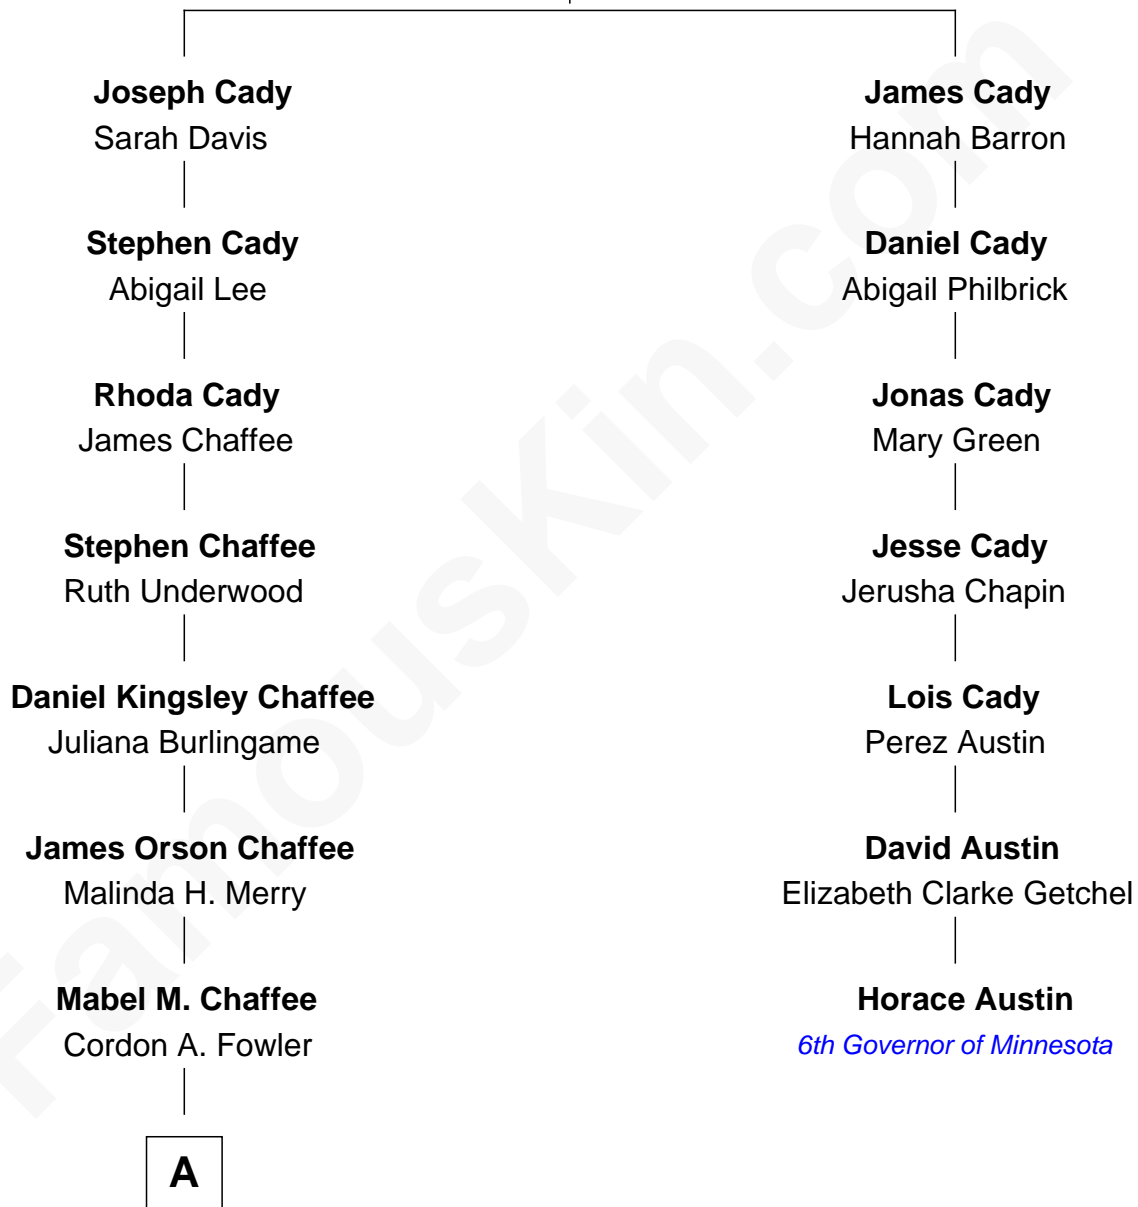 Joseph Cady
Sarah Davis
Stephen Cady
Abigail Lee
Rhoda Cady
James Chaffee
Stephen Chaffee
Ruth Underwood
Daniel Kingsley Chaffee
Juliana Burlingame
James Orson Chaffee
Malinda H. Merry
Mabel M. Chaffee
Cordon A. Fowler
A
James Cady
Hannah Barron
Daniel Cady
Abigail Philbrick
Jonas Cady
Mary Green
Jesse Cady
Jerusha Chapin
Lois Cady
Perez Austin
David Austin
Elizabeth Clarke Getchel
Horace Austin
6th Governor of Minnesota
FamousKin.com